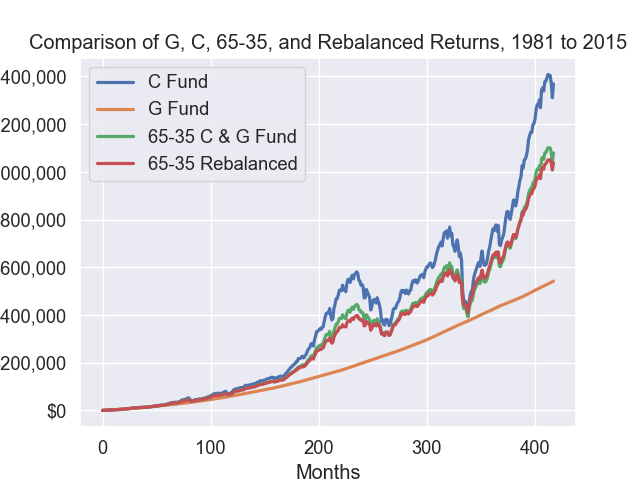 Comparison of G, C, 65-35, and Rebalanced Returns, 1981 to 2015
C Fund
G Fund
65-35 C & G Fund
65-35 Rebalanced
400,000
200,000
000,000
800,000
600,000
400,000
200,000
$0
0 100 200 300 400
Months